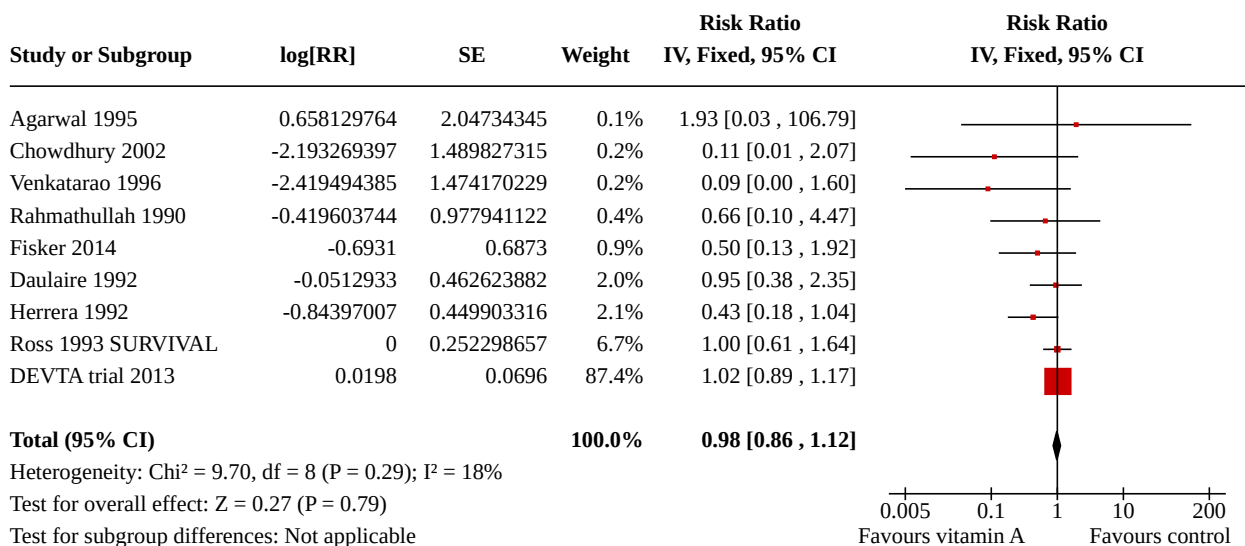 Risk Ratio Risk Ratio
Study or Subgroup log[RR] SE Weight IV, Fixed, 95% CI IV, Fixed, 95% CI
Agarwal 1995 0.658129764 2.04734345 0.1% 1.93 [0.03 , 106.79]
Chowdhury 2002 -2.193269397 1.489827315 0.2% 0.11 [0.01 , 2.07]
Venkatarao 1996 -2.419494385 1.474170229 0.2% 0.09 [0.00 , 1.60]
Rahmathullah 1990 -0.419603744 0.977941122 0.4% 0.66 [0.10 , 4.47]
Fisker 2014 -0.6931 0.6873 0.9% 0.50 [0.13 , 1.92]
Daulaire 1992 -0.0512933 0.462623882 2.0% 0.95 [0.38 , 2.35]
Herrera 1992 -0.84397007 0.449903316 2.1% 0.43 [0.18 , 1.04]
Ross 1993 SURVIVAL 0 0.252298657 6.7% 1.00 [0.61 , 1.64]
DEVTA trial 2013 0.0198 0.0696 87.4% 1.02 [0.89 , 1.17]
Total (95% CI) 100.0% 0.98 [0.86 , 1.12]
Heterogeneity: Chi² = 9.70, df = 8 (P = 0.29); I² = 18%
Test for overall effect: Z = 0.27 (P = 0.79)
Test for subgroup differences: Not applicable
0.005 0.1 1 10 200
Favours vitamin A Favours control